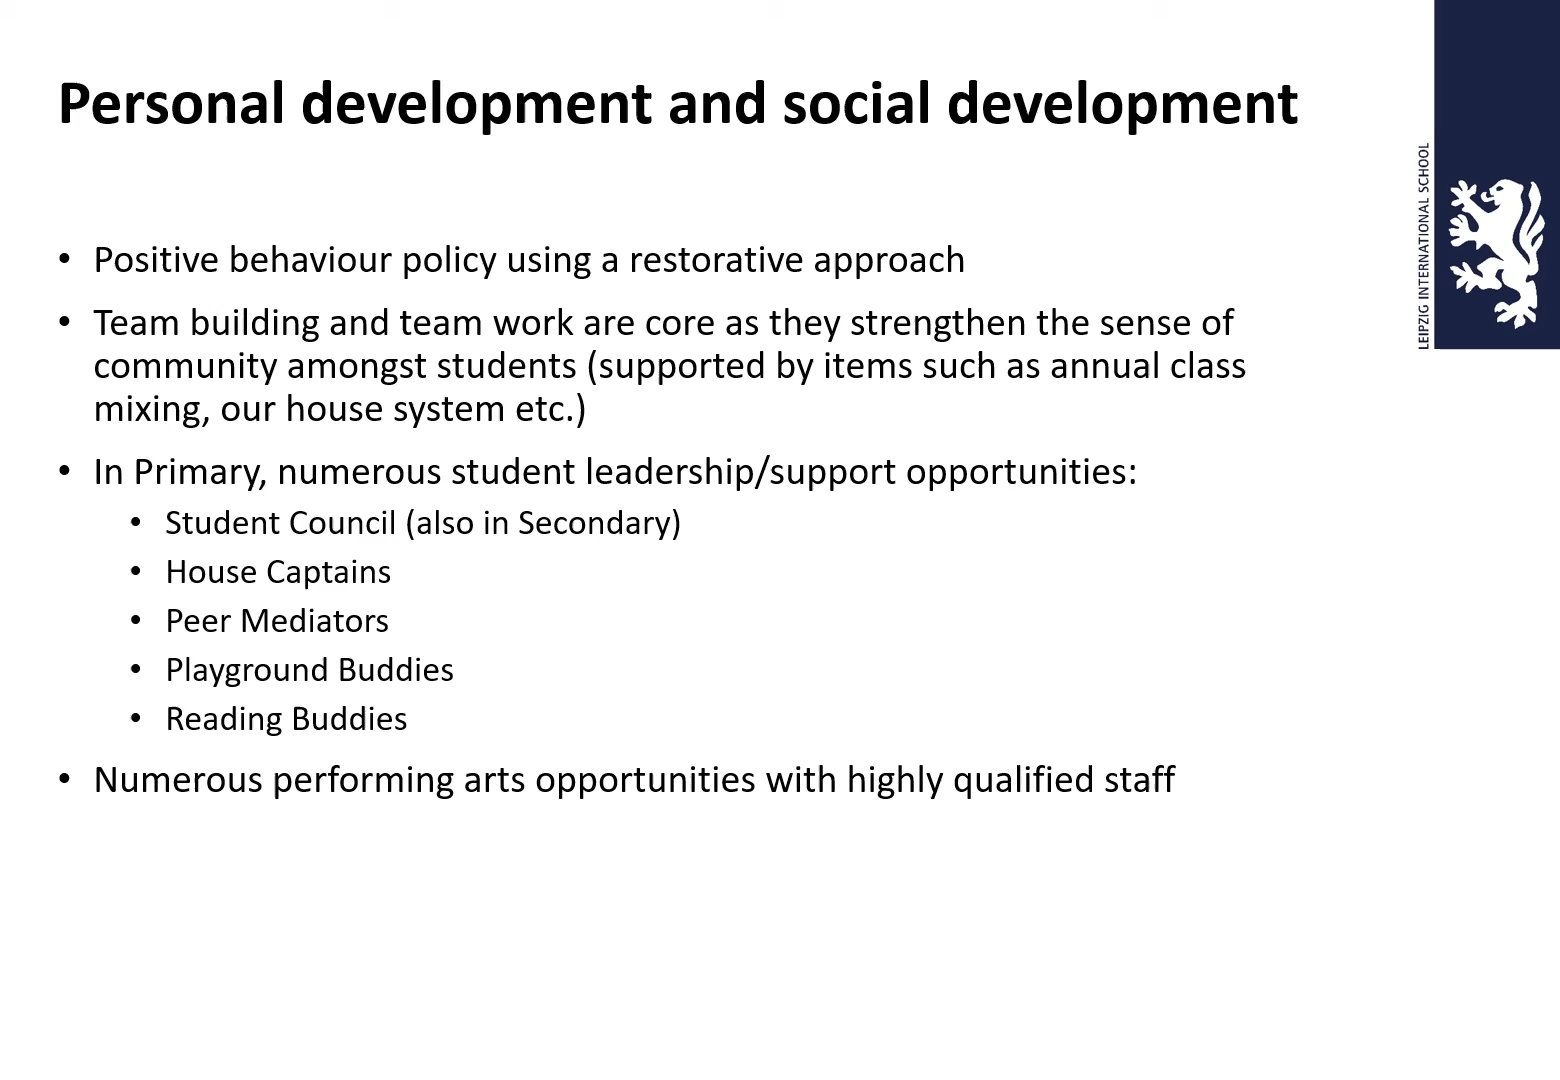 Personal development and social development
LEIPZIG INTERNATIONAL SCHOOL
• Positive behaviour policy using a restorative approach
• Team building and team work are core as they strengthen the sense of
community amongst students (supported by items such as annual class
mixing, our house system etc.)
• In Primary, numerous student leadership/support opportunities:
• Student Council (also in Secondary)
• House Captains
• Peer Mediators
• Playground Buddies
• Reading Buddies
• Numerous performing arts opportunities with highly qualified staff